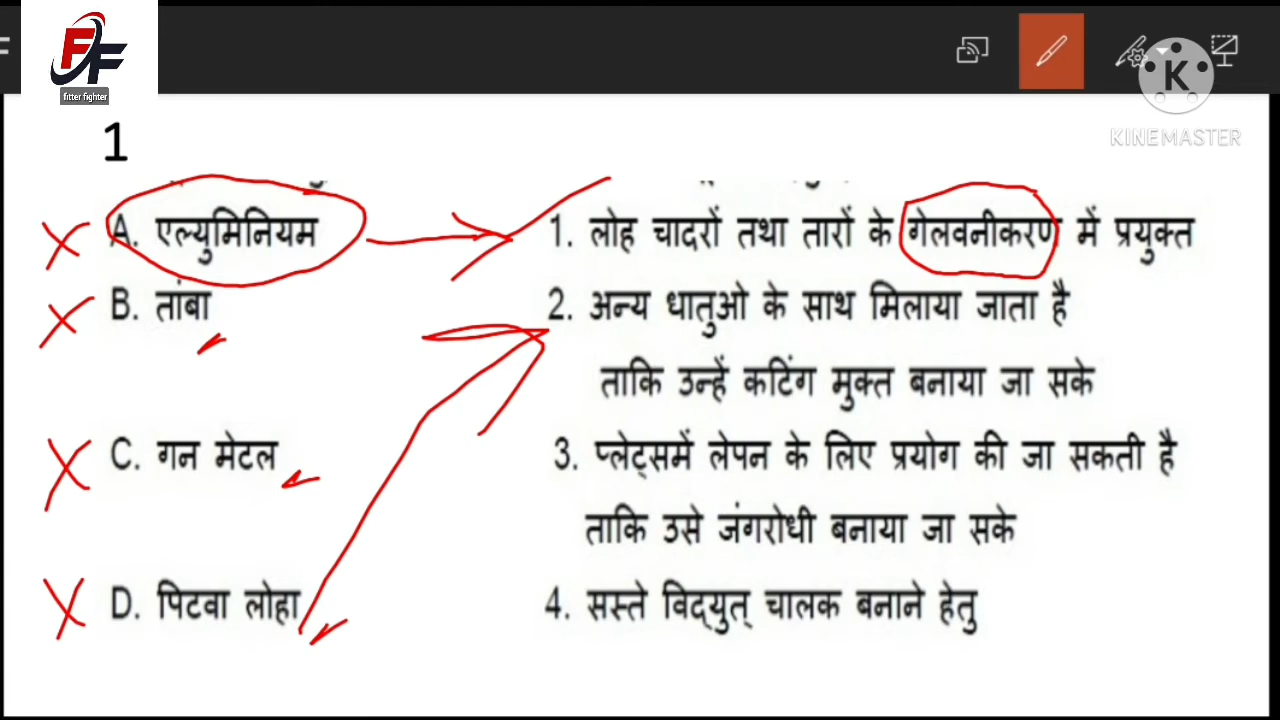 FF
fitter fighter
K
KINEMASTER
1
A. एल्युमिनियम
1. लोह चादरों तथा तारों के गेलवनीकरण में प्रयुक्त
B. तांबा
2. अन्य धातुओ के साथ मिलाया जाता है
ताकि उन्हें कटिंग मुक्त बनाया जा सके
C. गन मेटल
3. प्लेट्समें लेपन के लिए प्रयोग की जा सकती है
ताकि उसे जंगरोधी बनाया जा सके
D. पिटवा लोहा
4. सस्ते विद्युत् चालक बनाने हेतु